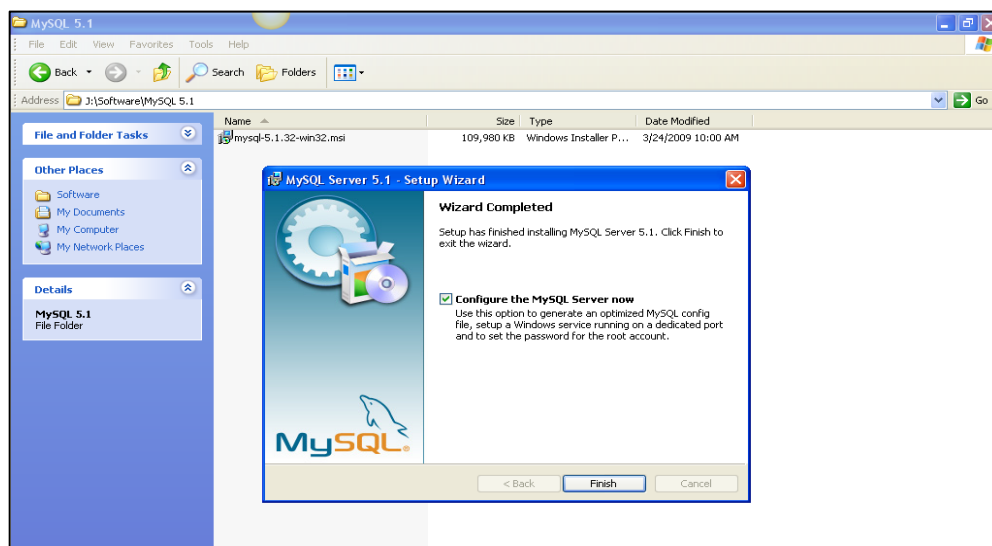 MySQL 5.1
File Edit View Favorites Tools Help
Back Search Folders
Address J:\Software\MySQL 5.1 Go
Name Size Type Date Modified
mysql-5.1.32-win32.msi 109,980 KB Windows Installer P... 3/24/2009 10:00 AM
File and Folder Tasks
Other Places
Software
My Documents
My Computer
My Network Places
Details
MySQL 5.1
File Folder
MySQL Server 5.1 - Setup Wizard
Wizard Completed
Setup has finished installing MySQL Server 5.1. Click Finish to
exit the wizard.
Configure the MySQL Server now
Use this option to generate an optimized MySQL config
file, setup a Windows service running on a dedicated port
and to set the password for the root account.
MySQL®
< Back Finish Cancel